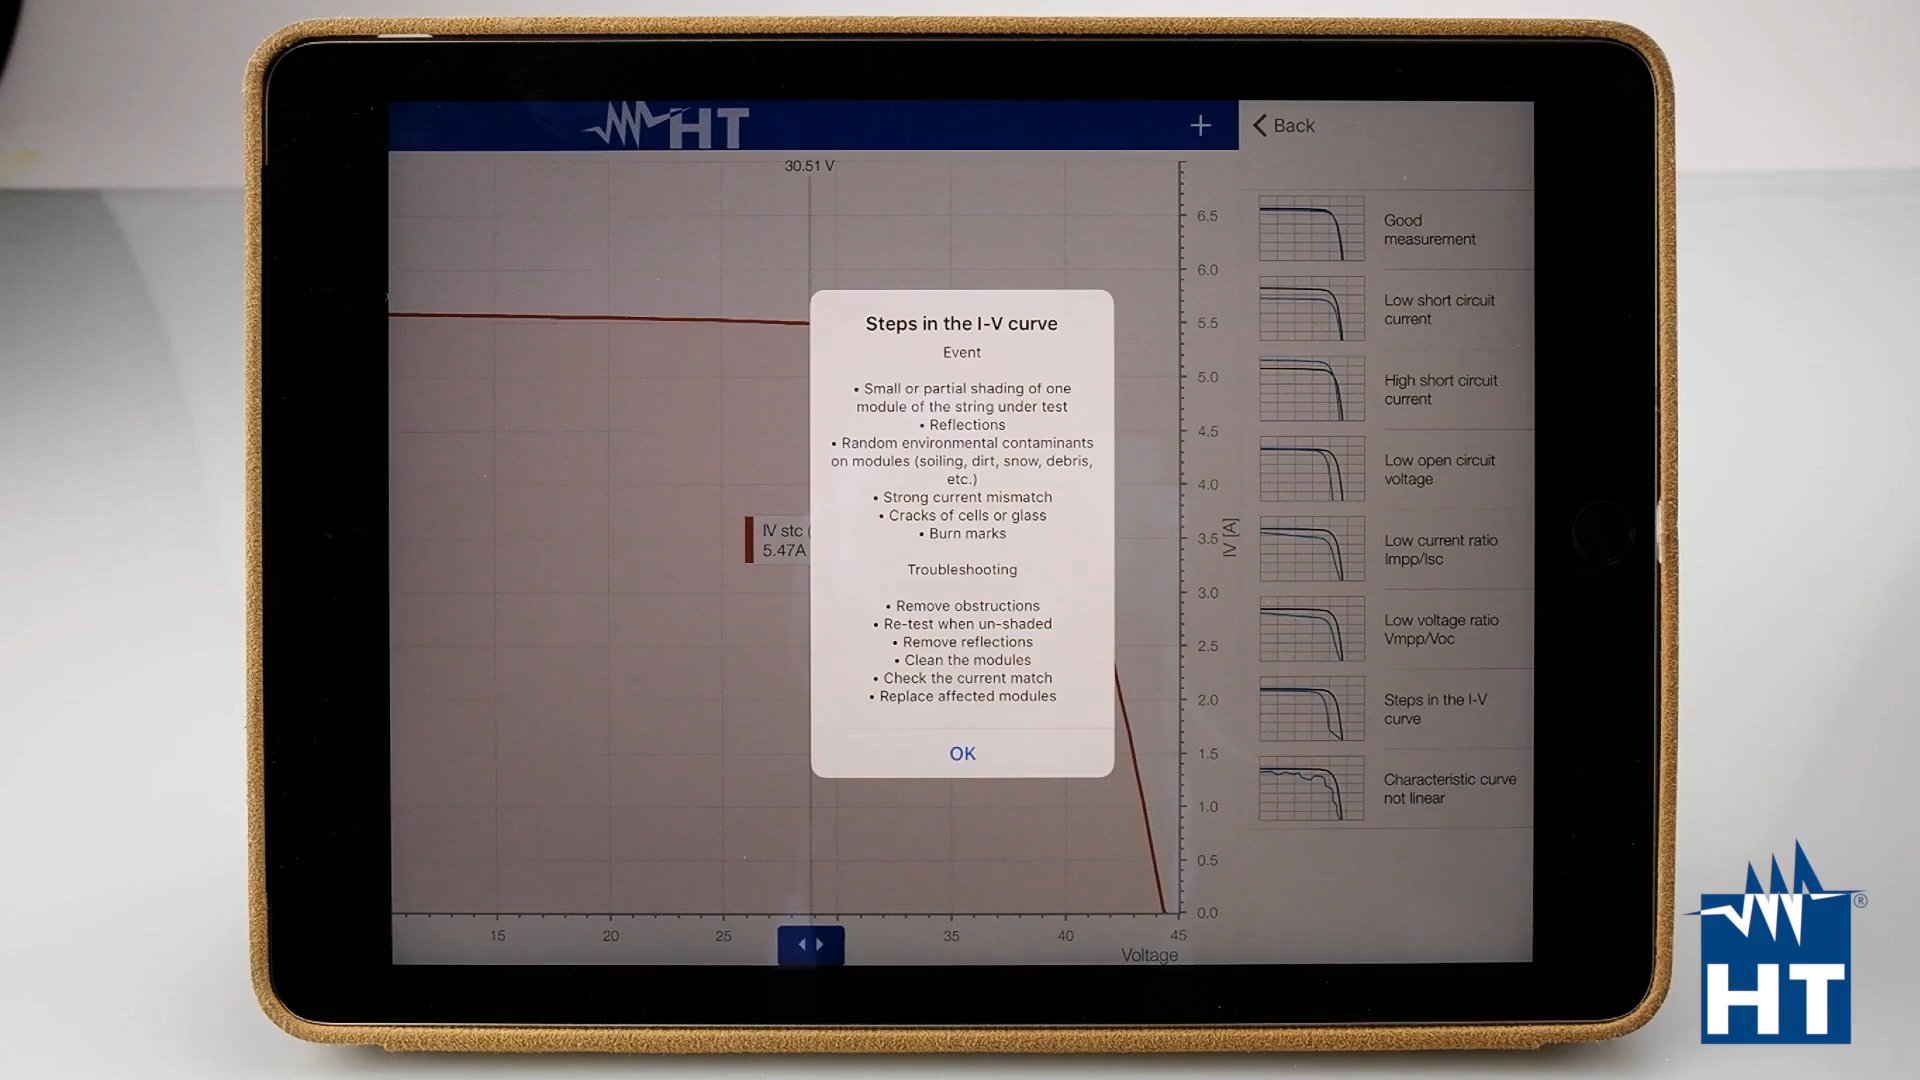 HT
+
Back
30.51 V
6.5
6.0
5.5
5.0
4.5
4.0
3.5
3.0
2.5
2.0
1.5
1.0
0.5
0.0
IV [A]
IV stc (
5.47A
15
20
25
35
40
45
Voltage
Steps in the I-V curve
Event
• Small or partial shading of one
module of the string under test
• Reflections
• Random environmental contaminants
on modules (soiling, dirt, snow, debris,
etc.)
• Strong current mismatch
• Cracks of cells or glass
• Burn marks
Troubleshooting
• Remove obstructions
• Re-test when un-shaded
• Remove reflections
• Clean the modules
• Check the current match
• Replace affected modules
OK
Good
measurement
Low short circuit
current
High short circuit
current
Low open circuit
voltage
Low current ratio
Impp/Isc
Low voltage ratio
Vmpp/Voc
Steps in the I-V
curve
Characteristic curve
not linear
®
HT